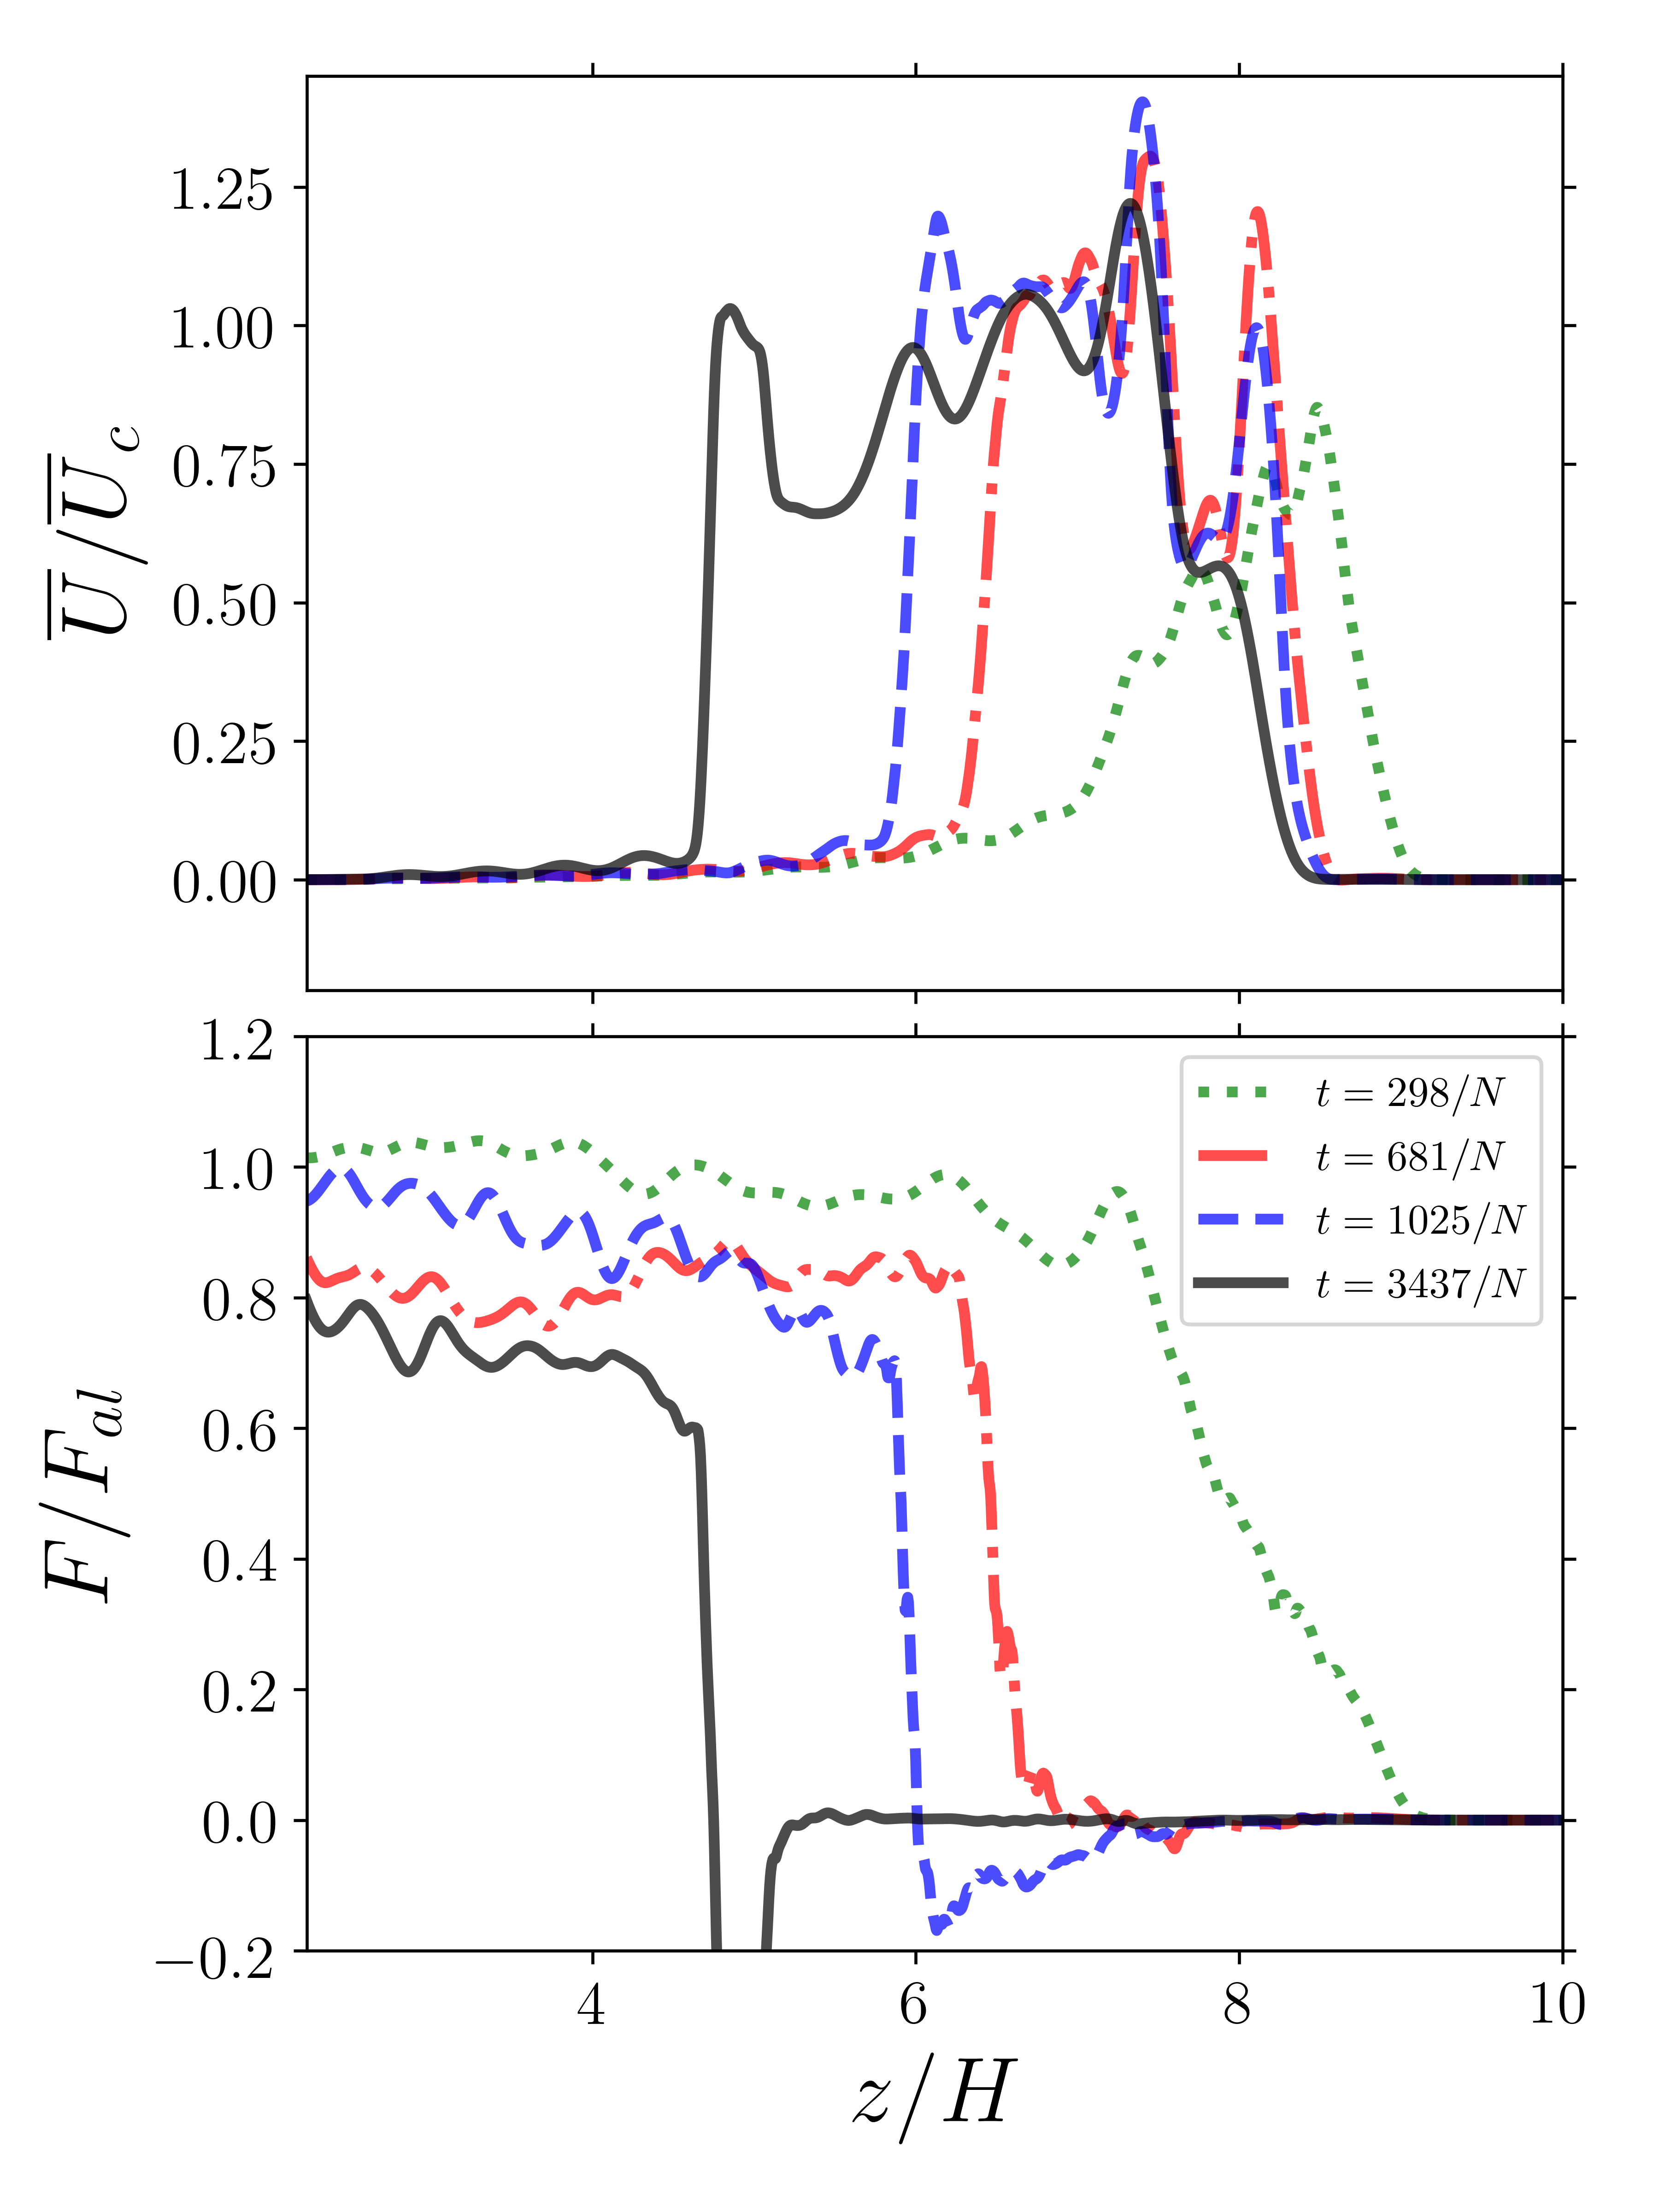 1.25
1.00
0.75
0.50
0.25
0.00
U̅/U̅_c
1.2
1.0
0.8
0.6
0.4
0.2
0.0
−0.2
F/F_al
t = 298/N
t = 681/N
t = 1025/N
t = 3437/N
4 6 8 10
z/H